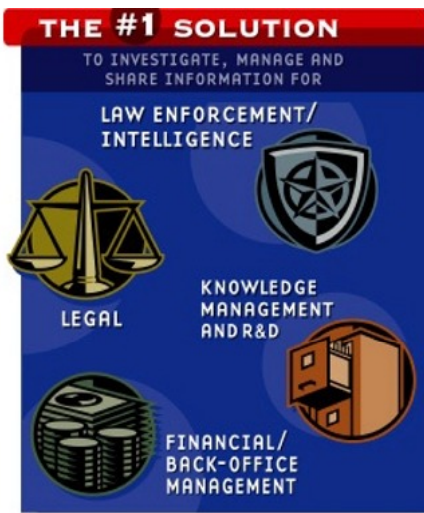 THE #1 SOLUTION
TO INVESTIGATE, MANAGE AND
SHARE INFORMATION FOR
LAW ENFORCEMENT/
INTELLIGENCE
LEGAL
KNOWLEDGE
MANAGEMENT
AND R&D
FINANCIAL/
BACK-OFFICE
MANAGEMENT